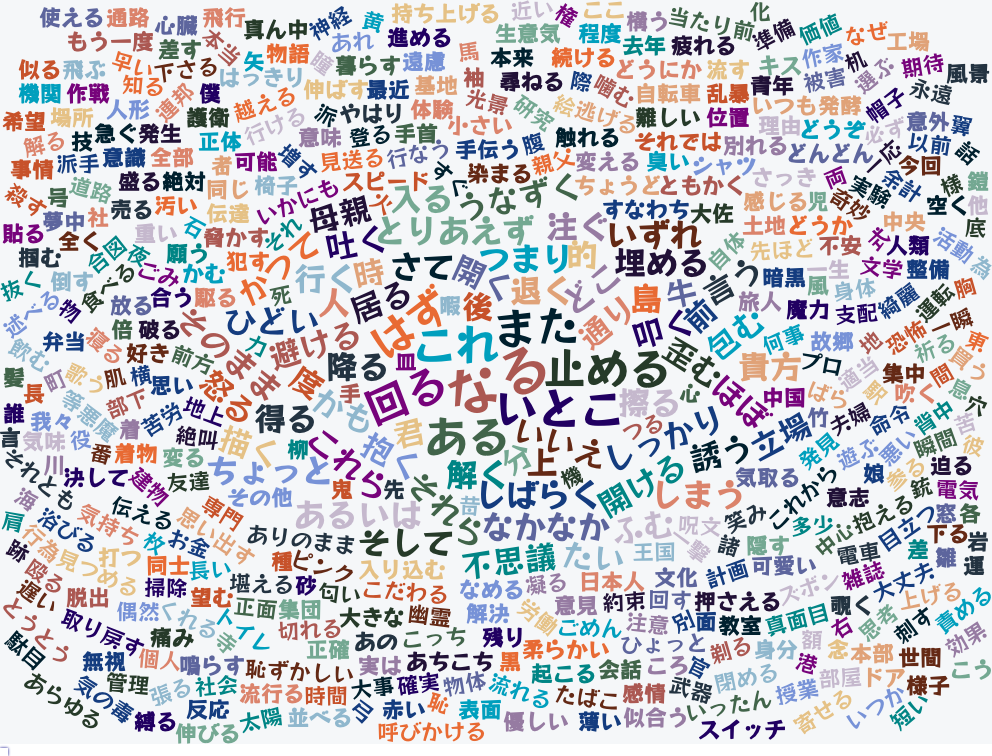 使える 通路 心臓 飛行 真ん中 神経 黄 持ち上げる 近い 権 ここ 横う 当たり前 化
もう一度 差す 本当 矢 物語 あれ 進める 馬 生意気 程度 去年 疲れる 準備 価値 なぜ 工場
似る 飛ぶ 早い 下さる 知る はっきり 瞳 暮らす 遠慮 本来 続ける どうにか 流す キス 作家 机 期待 風景
機関 作戦 連邦 僕 伸ばす 最近 基地 袖 尋ねる 際 噛む 自転車 乱暴 青年 被害 選ぶ 永遠
希望 場所 人形 護衛 越える 派 やはり 体験 光景 研究 絵 逃げる 難しい 位置 いつも 発酵 帽子 意外 翼
解る 技 急ぐ 発生 正体 行ける 意味 登る 手首 小さい 腹 触れる それでは 別れる 理由 どうぞ 必ず 以前 話
事情 派手 意識 全部 者 可能 増す 見送る 行なう 手伝う 親父 変える 臭い シャツ どんどん 今回
殺す 号 道路 盛る 絶対 同じ 椅子 いかにも スピード すぐ 染まる ちょうど ともかく さっき 両 実験 余計 様 鎧
貼る 夢中 社 売る 汚い 伝達 母親 入る うなずく すなわち 大佐 感じる 児 奇妙 空く 他
掴む 全く 合図 重い 石 脅かす それ とりあえず 注ぐ いずれ 土地 どうか 中央 底
抜く 倒す 夜 願う 犯す かつて 吐く さて 開く つまり 的 埋める 自体 先ほど 不安 対 人類 活動 為
述べる 物 食べる ごみ かむ 死 行く 時 居る 暇 後 退く どこ 島 牛 言う 暗黒 風 生 文学 整備
放る 合う 殴る 人 はず これ また 通り 叩く 前 旅人 魔力 身体 支配 綺麗 運転 胸
飲む 弁当 倍 破る そのまま ひどい 力 避ける 降る 皿 なる 止める 歪む 包む 何事 故郷 地 恐怖 一瞬 東
髪 寝る 好き 前方 怒る 度 手 回る いとこ 擦る 心 ほぼ 貴方 プロ 適当 集中 祈る 買う
長 町 歌う 肌 横 思い 得る かも 君 ある いいえ つる しっかり 中国 ばら 男 吹く 間 息 穴
誰 我々 等 悪魔 部下 苦労 地上 描く 柳 抱く 上 分 誘う 立場 竹 夫婦 命令 背中 苦
言 気味 役 番 着 着物 絶叫 変る ちょっと これら 解く 機 開ける 気取る 発見 遊ぶ 悪い 瞬間 彼
それとも 川 決して 建物 友達 その他 鬼 先 それら 昔 しばらく しまう 笑み これから 意志 娘 参る 迫る
海 浴びる 気持ち 伝える 専門 思い出す あるいは なかなか ふむ 呪文 多少 中心 抱える 銃 電気
肩 行為 見つめる 打つ 杉 お金 ありのまま そして 不思議 たい 王国 一撃 諸 隠す 電車 目立つ 窓 各
跡 殴る 同士 長い 種 ピンク 入り込む 計画 可愛い 差 下る 岩
遅い 脱出 掃除 望む 堪える 砂 匂い こだわる なめる 凝る 日本人 文化 ズボン 雑誌 大丈夫 雛 運
とうとう 取り戻す 偶然 くれる トイレ 正面 集団 大きな 幽霊 解決 労働 意見 約束 回す 押さえる 覗く 上げる
駄目 痛み 寺 切れる 正確 あの こっち 残り ごめん 注意 別 面 教室 真面目 右 思考 刺す 責める
無視 個人 鳴らす 恥ずかしい 実は あちこち 黒 柔らかい ひょっと 剃る 身分 額 念 本部 世間 効果
あらゆる 気の毒 管理 張る 社会 流行る 時間 大事 確実 物体 起こる 会話 ころ 官 閉める 港 部屋 ドア 様子 こう
縛る 反応 太陽 並べる 弓 赤い 恥 表面 流れる たばこ 感情 武器 いったん 授業 寄せる いつか 短い
伸びる 呼びかける 優しい 薄い 似合う スイッチ